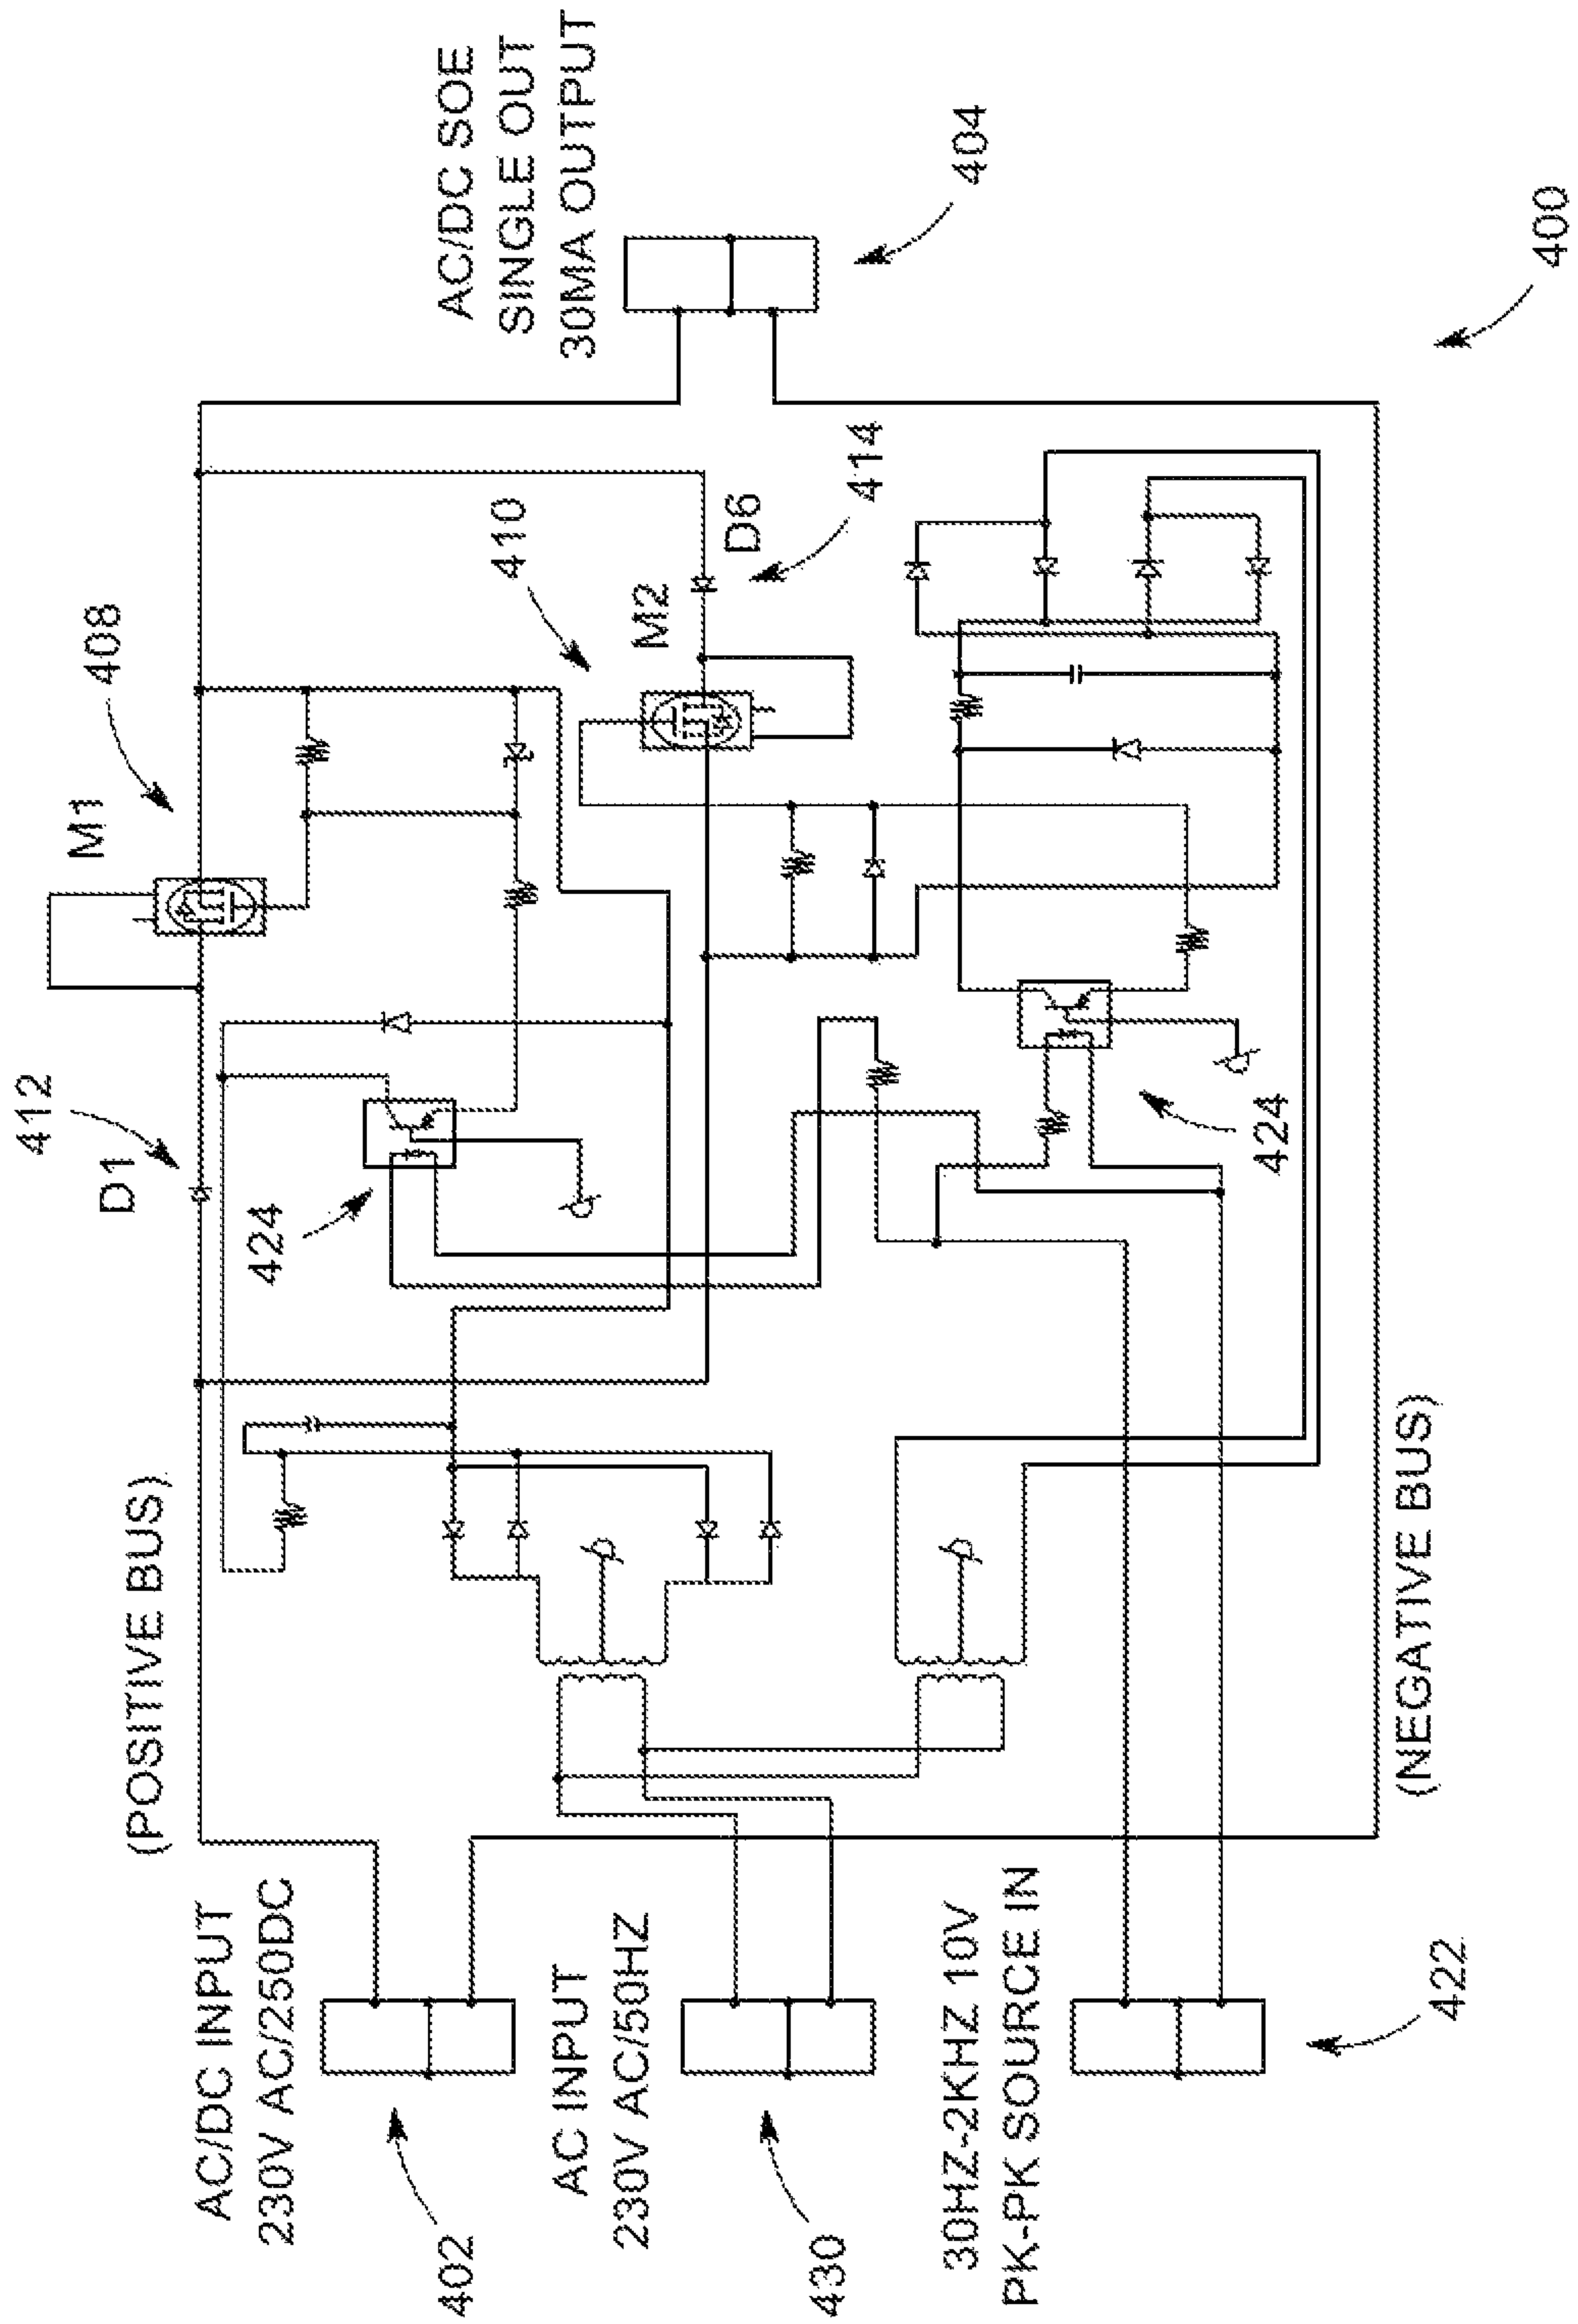 AC/DC INPUT
230V AC/250DC
402
AC INPUT
230V AC/50HZ
430
30HZ-2KHZ 10V
PK-PK SOURCE IN
422
(POSITIVE BUS)
(NEGATIVE BUS)
412
D1
424
424
M1
408
410
M2
D6
414
AC/DC SOE
SINGLE OUT
30MA OUTPUT
404
400